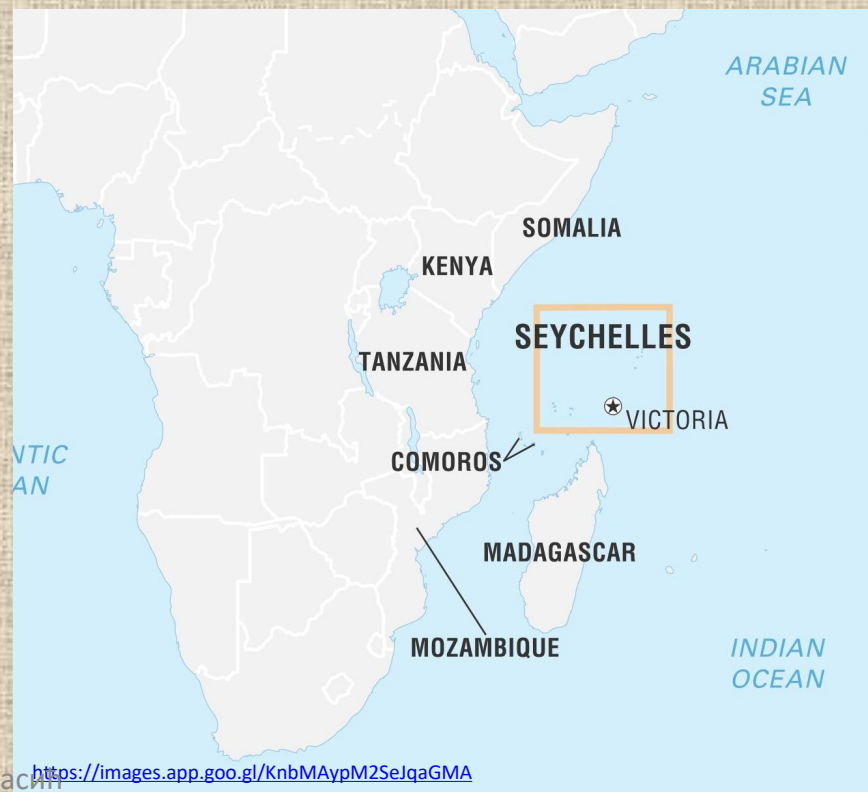 ARABIAN
SEA
SOMALIA
KENYA
SEYCHELLES
TANZANIA
VICTORIA
NTIC
AN
COMOROS
MADAGASCAR
MOZAMBIQUE
INDIAN
OCEAN
https://images.app.goo.gl/KnbMAypM2SeJqaGMA